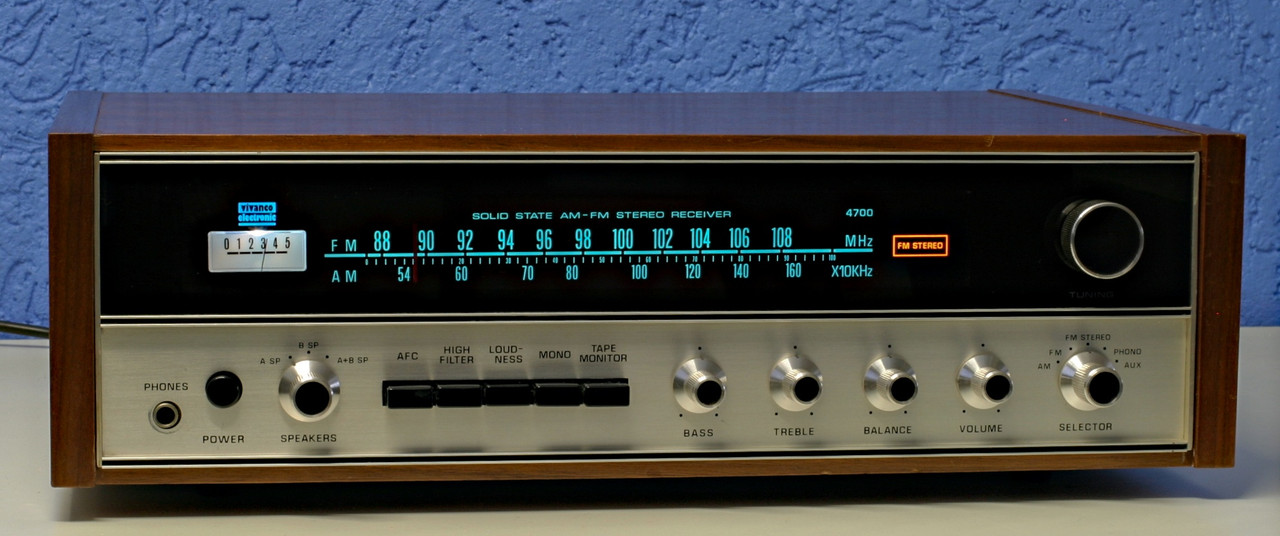 vivanco
electronic
0 1 2 3 4 5
SOLID STATE AM-FM STEREO RECEIVER
4700
FM 88 90 92 94 96 98 100 102 104 106 108 MHz
AM 54 60 70 80 100 120 140 160 X10KHz
FM STEREO
TUNING
PHONES
POWER
A SP
B SP
A+B SP
SPEAKERS
AFC
HIGH
FILTER
LOUD-
NESS
MONO
TAPE
MONITOR
BASS
TREBLE
BALANCE
VOLUME
AM
FM
FM STEREO
PHONO
AUX
SELECTOR